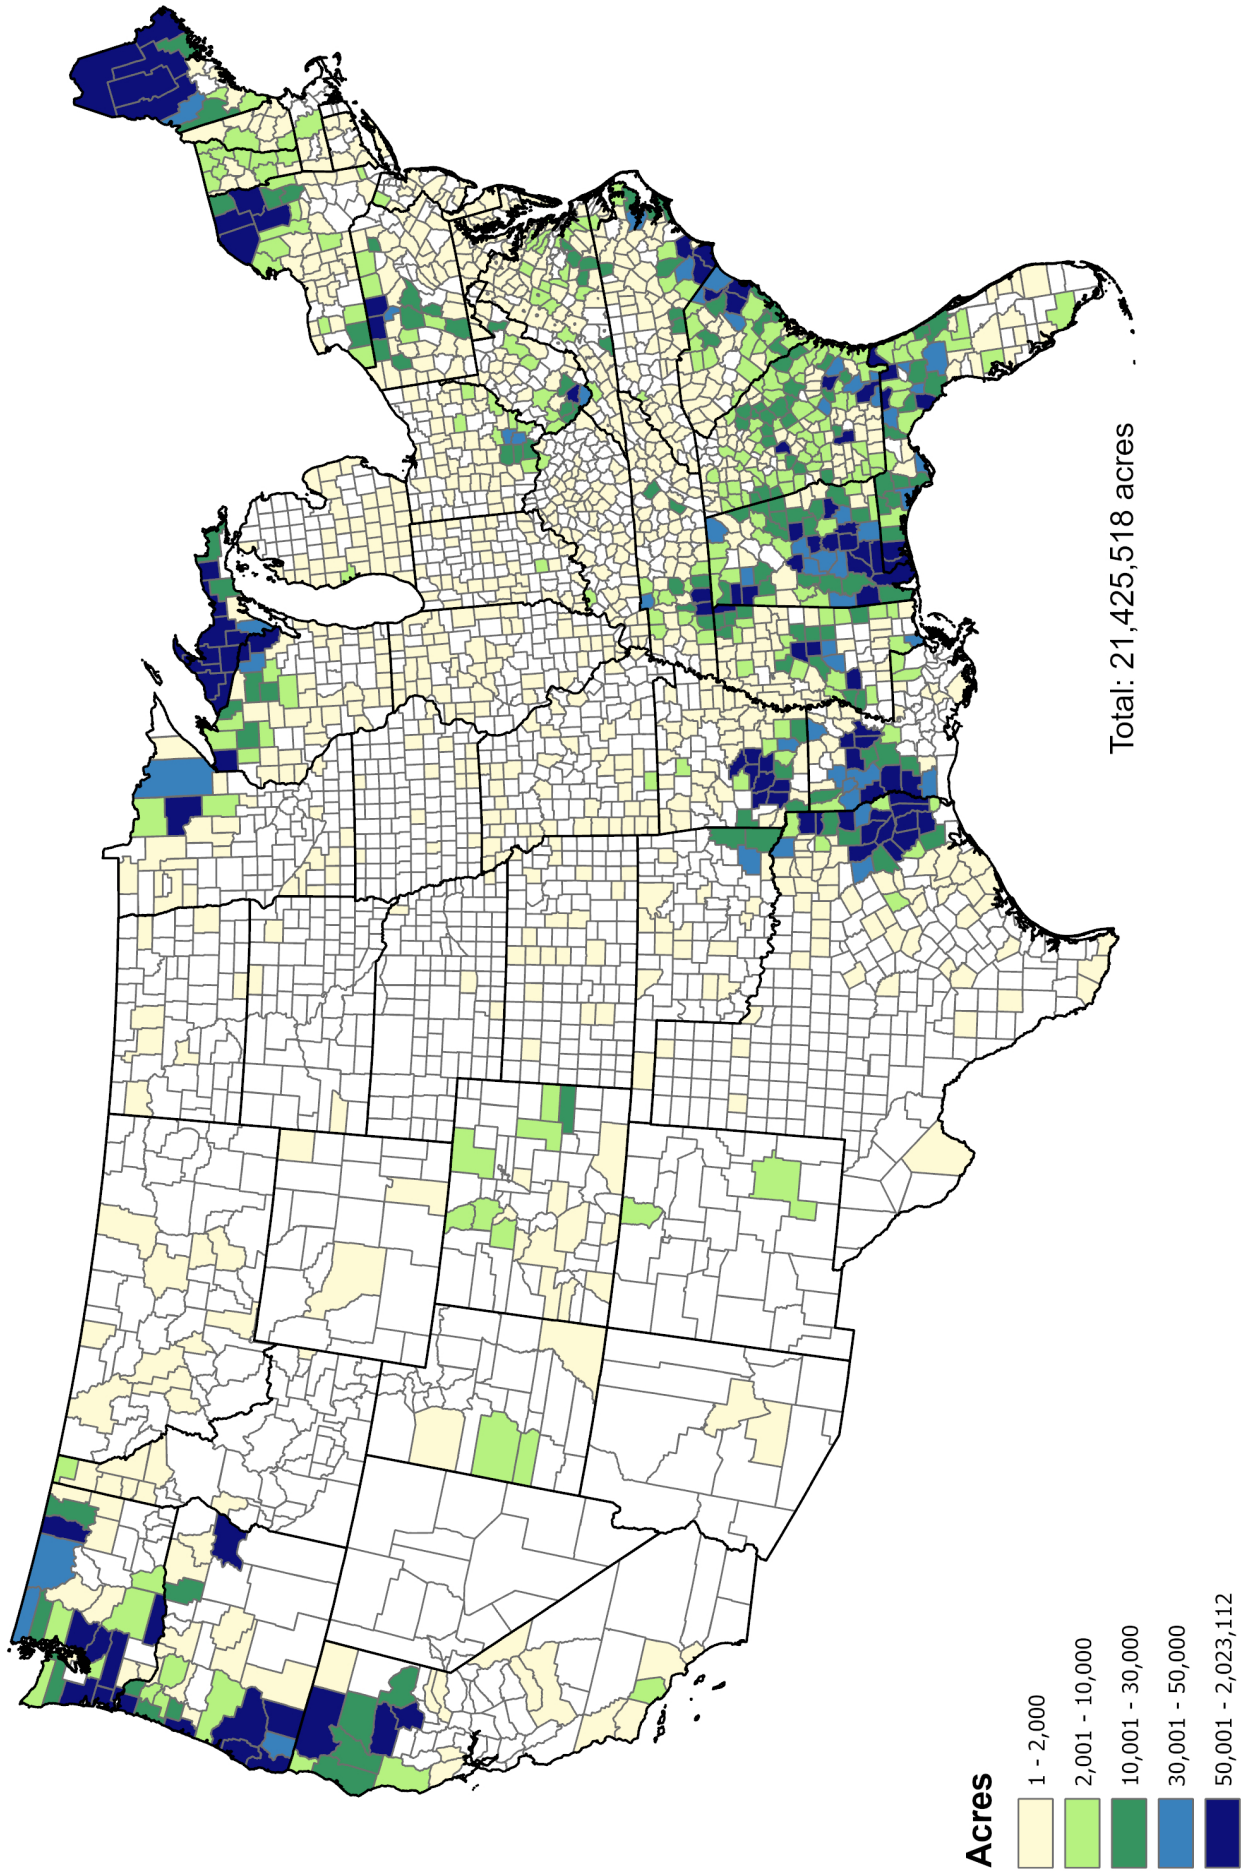 Total: 21,425,518 acres
Acres
1 - 2,000
2,001 - 10,000
10,001 - 30,000
30,001 - 50,000
50,001 - 2,023,112